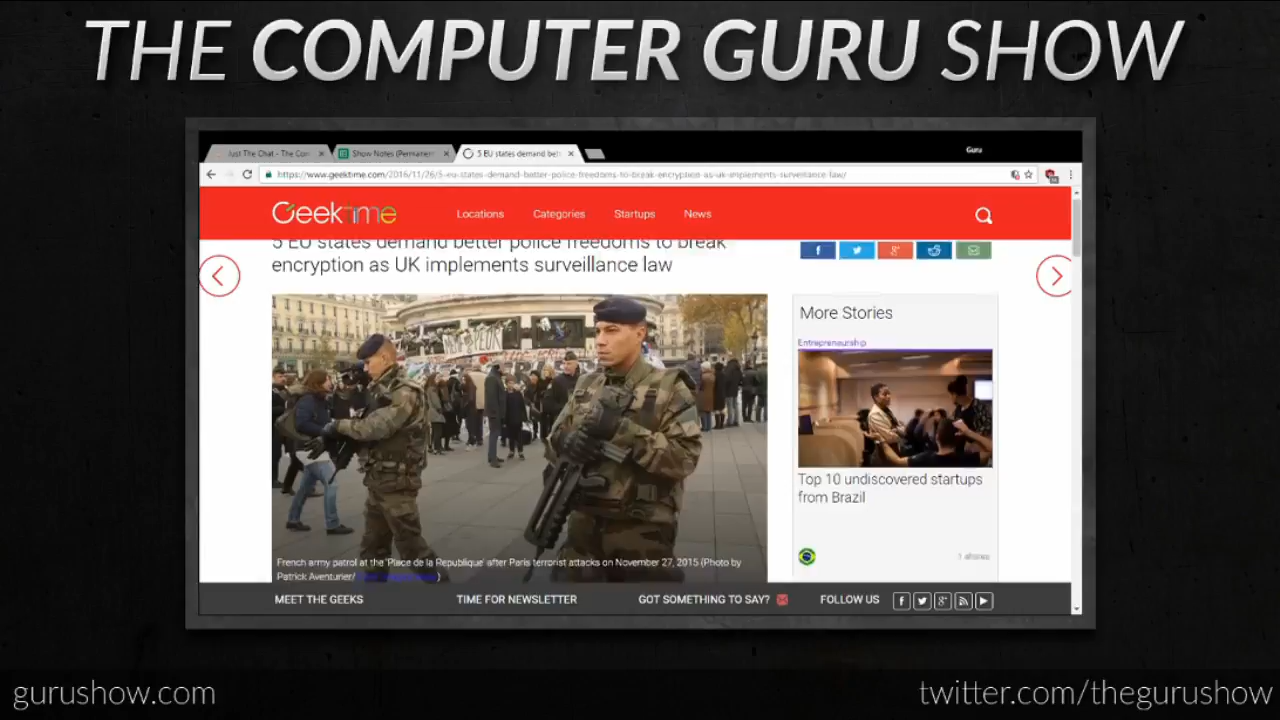 THE COMPUTER GURU SHOW
Just The Chat - The Con
Show Notes (Permanen
5 EU states demand bet
Guru
https://www.geektime.com/2016/11/26/5-eu-states-demand-better-police-freedoms-to-break-encryption-as-uk-implements-surveillance-law/
Geektime
Locations Categories Startups News
5 EU states demand better police freedoms to break
encryption as UK implements surveillance law
More Stories
Entrepreneurship
Top 10 undiscovered startups
from Brazil
1 shares
French army patrol at the 'Place de la Republique' after Paris terrorist attacks on November 27, 2015 (Photo by
Patrick Aventurier/
MEET THE GEEKS TIME FOR NEWSLETTER GOT SOMETHING TO SAY? FOLLOW US
gurushow.com
twitter.com/thegurushow